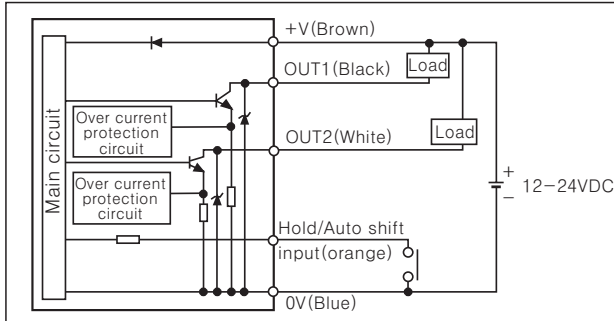 +V(Brown)
OUT1(Black)
Load
Main circuit
Over current
protection
circuit
OUT2(White)
Load
Over current
protection
circuit
+
12-24VDC
−
Hold/Auto shift
input(orange)
0V(Blue)